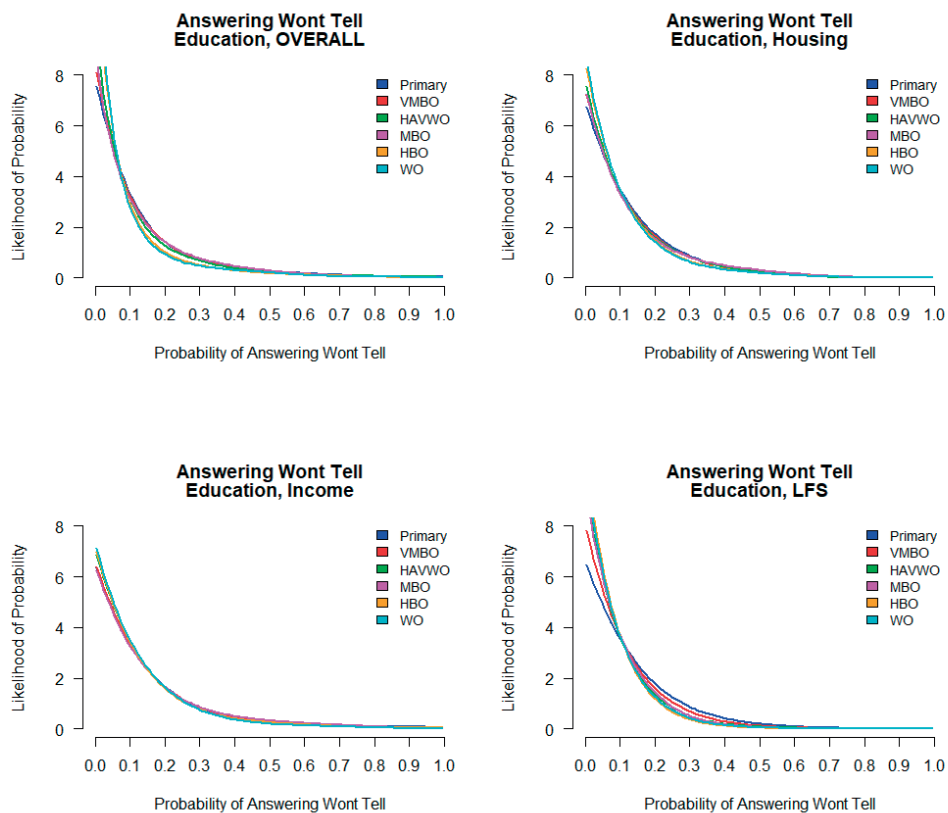 Answering Wont Tell
Education, OVERALL
Likelihood of Probability
8
6
4
2
0
Primary
VMBO
HAVWO
MBO
HBO
WO
0.0 0.1 0.2 0.3 0.4 0.5 0.6 0.7 0.8 0.9 1.0
Probability of Answering Wont Tell
Answering Wont Tell
Education, Housing
Likelihood of Probability
8
6
4
2
0
Primary
VMBO
HAVWO
MBO
HBO
WO
0.0 0.1 0.2 0.3 0.4 0.5 0.6 0.7 0.8 0.9 1.0
Probability of Answering Wont Tell
Answering Wont Tell
Education, Income
Likelihood of Probability
8
6
4
2
0
Primary
VMBO
HAVWO
MBO
HBO
WO
0.0 0.1 0.2 0.3 0.4 0.5 0.6 0.7 0.8 0.9 1.0
Probability of Answering Wont Tell
Answering Wont Tell
Education, LFS
Likelihood of Probability
8
6
4
2
0
Primary
VMBO
HAVWO
MBO
HBO
WO
0.0 0.1 0.2 0.3 0.4 0.5 0.6 0.7 0.8 0.9 1.0
Probability of Answering Wont Tell